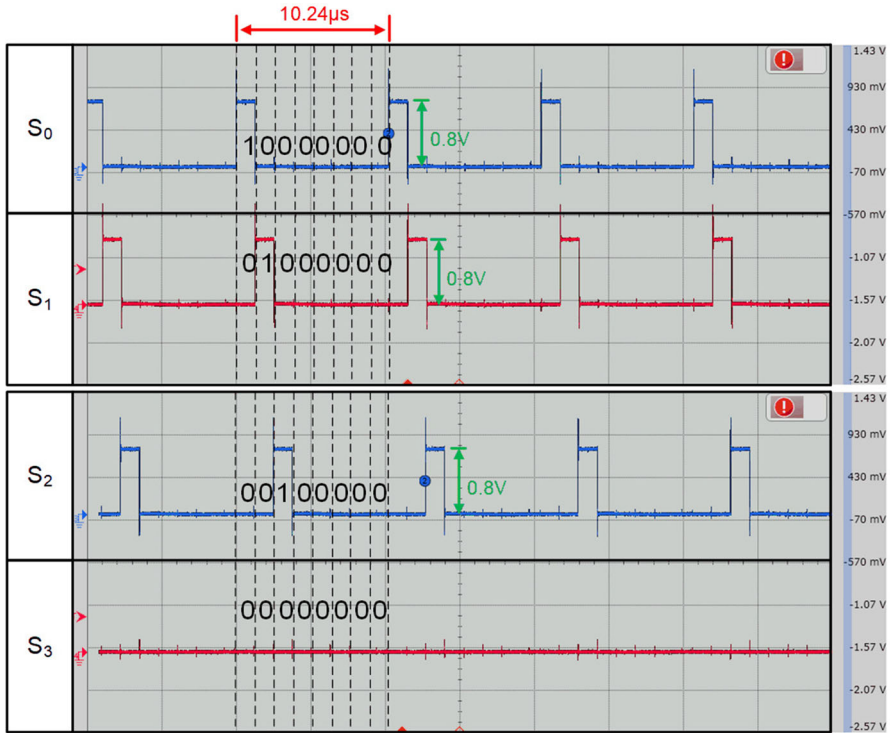 10.24μs
S0
10000000
0.8V
1.43 V
930 mV
430 mV
-70 mV
-570 mV
S1
01000000
0.8V
-1.07 V
-1.57 V
-2.07 V
-2.57 V
S2
00100000
2
0.8V
1.43 V
930 mV
430 mV
-70 mV
-570 mV
S3
00000000
-1.07 V
-1.57 V
-2.07 V
-2.57 V